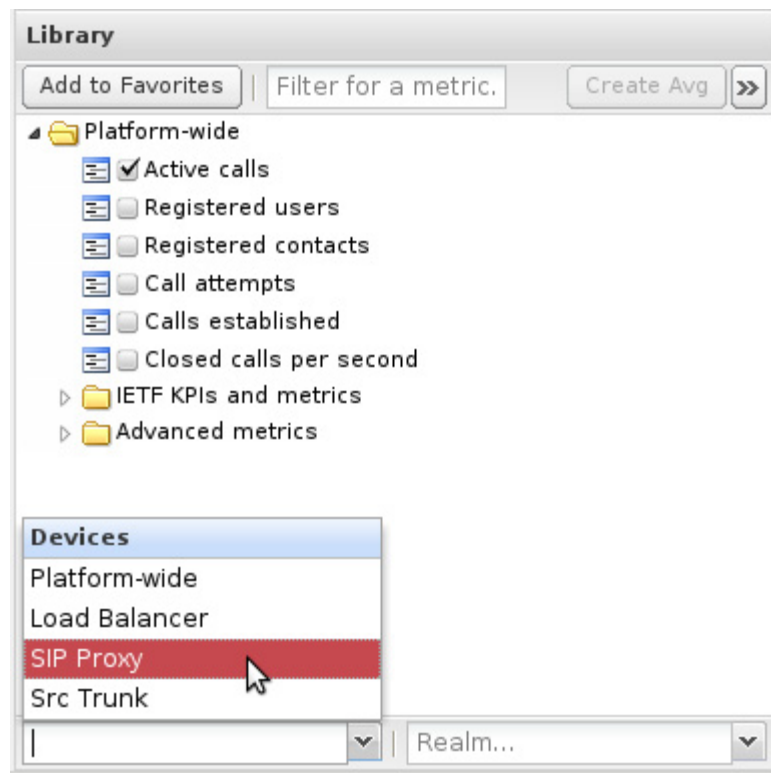 Library
Add to Favorites | Filter for a metric. Create Avg »
Platform-wide
Active calls
Registered users
Registered contacts
Call attempts
Calls established
Closed calls per second
IETF KPIs and metrics
Advanced metrics
Devices
Platform-wide
Load Balancer
SIP Proxy
Src Trunk
Realm...